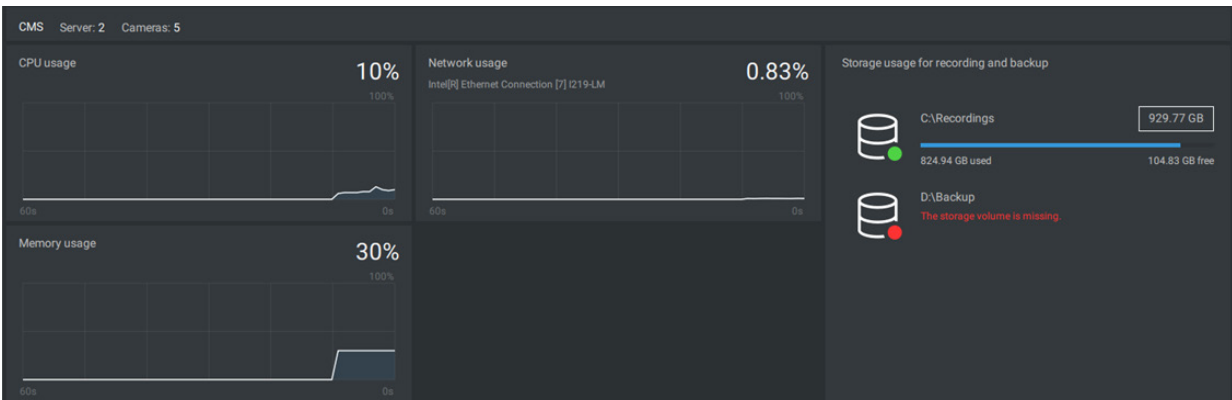 CMS Server: 2 Cameras: 5
CPU usage
10%
100%
60s 0s
Network usage
0.83%
Intel[R] Ethernet Connection [7] I219-LM
100%
60s 0s
Storage usage for recording and backup
C:\Recordings 929.77 GB
824.94 GB used 104.83 GB free
D:\Backup
The storage volume is missing.
Memory usage
30%
100%
60s 0s